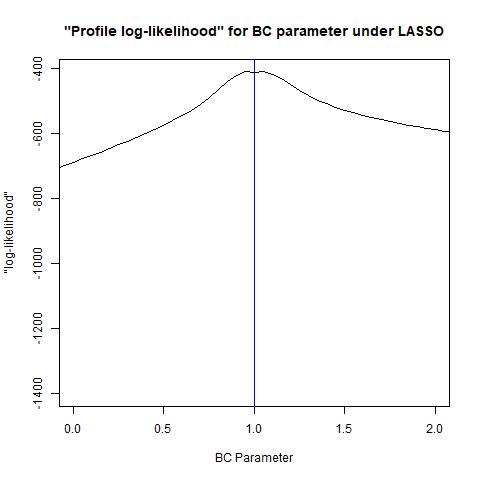 "Profile log-likelihood" for BC parameter under LASSO
"log-likelihood"
-400
-600
-800
-1000
-1200
-1400
0.0 0.5 1.0 1.5 2.0
BC Parameter